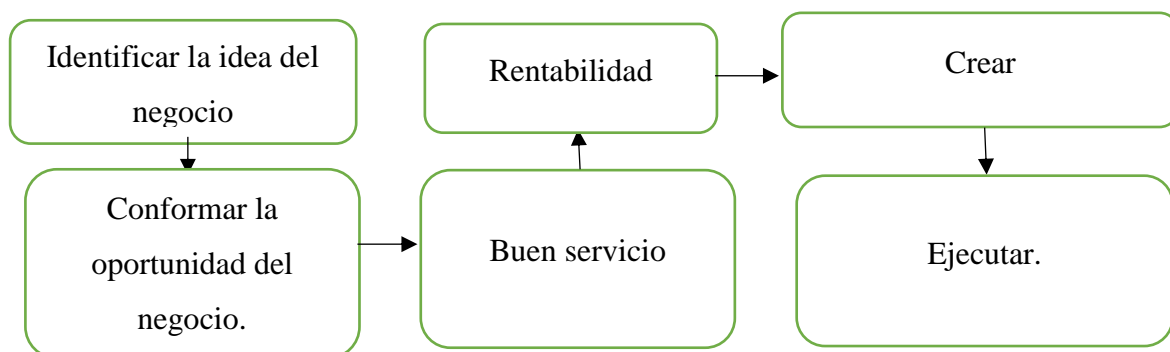 Identificar la idea del
negocio
Conformar la
oportunidad del
negocio.
Buen servicio
Rentabilidad
Crear
Ejecutar.